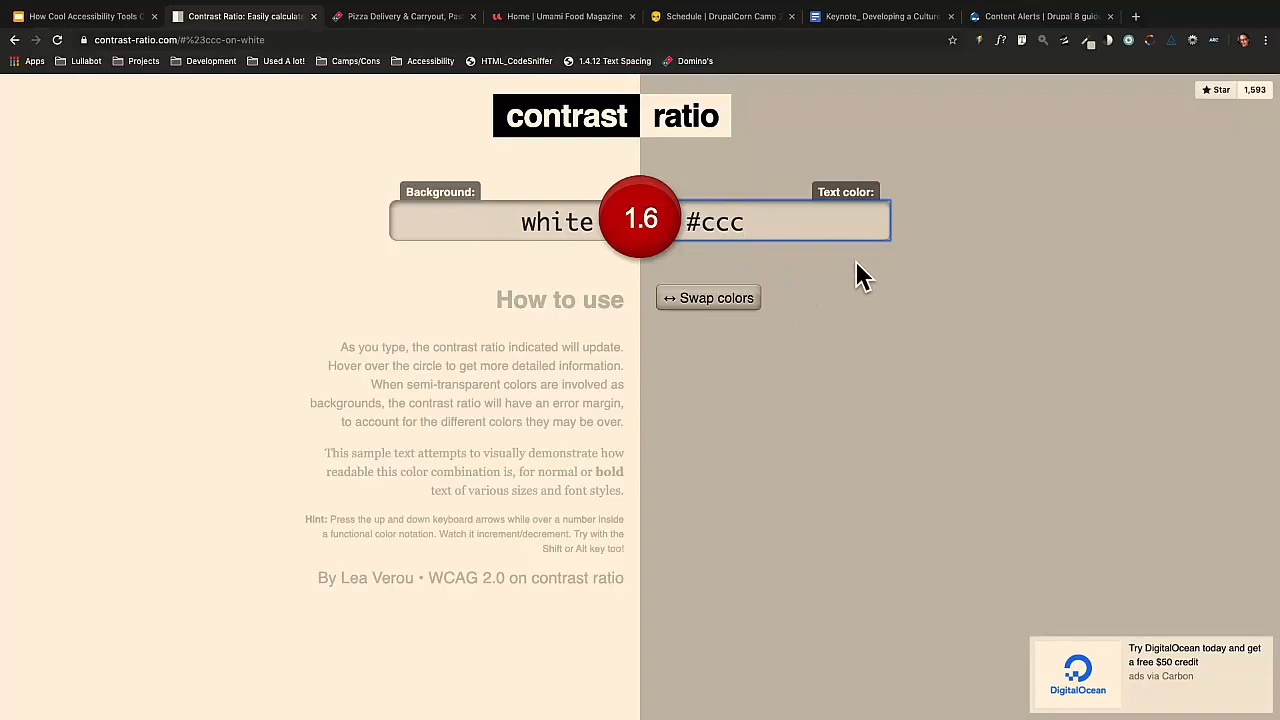 How Cool Accessibility Tools C
Contrast Ratio: Easily calculat
Pizza Delivery & Carryout, Pas
Home | Umami Food Magazine
Schedule | DrupalCorn Camp 2
Keynote_ Developing a Culture
Content Alerts | Drupal 8 guid
contrast-ratio.com/#%23ccc-on-white
ABC
Apps
Lullabot
Projects
Development
Used A lot!
Camps/Cons
Accessibility
HTML_CodeSniffer
1.4.12 Text Spacing
Domino's
Star
1,593
contrast ratio
Background:
Text color:
white
1.6
#ccc
How to use
↔ Swap colors
As you type, the contrast ratio indicated will update.
Hover over the circle to get more detailed information.
When semi-transparent colors are involved as
backgrounds, the contrast ratio will have an error margin,
to account for the different colors they may be over.
This sample text attempts to visually demonstrate how
readable this color combination is, for normal or bold
text of various sizes and font styles.
Hint: Press the up and down keyboard arrows while over a number inside
a functional color notation. Watch it increment/decrement. Try with the
Shift or Alt key too!
By Lea Verou • WCAG 2.0 on contrast ratio
Try DigitalOcean today and get
a free $50 credit
ads via Carbon
DigitalOcean